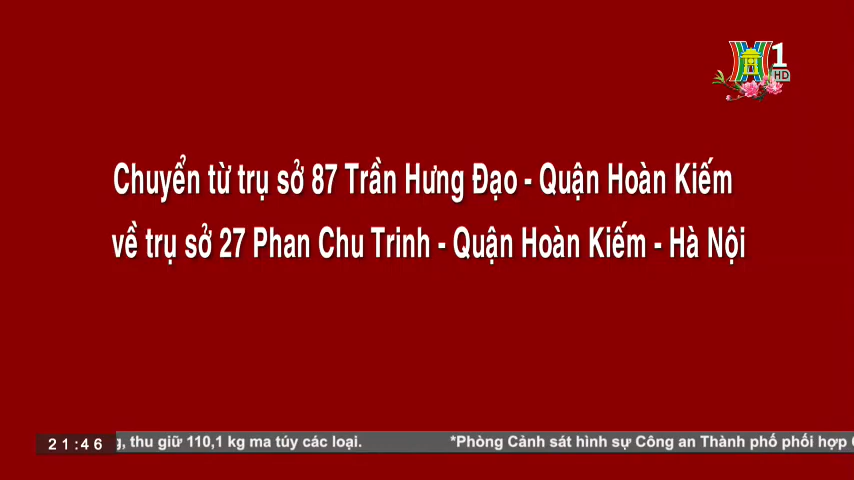 1
HD
Chuyển từ trụ sở 87 Trần Hưng Đạo - Quận Hoàn Kiếm
về trụ sở 27 Phan Chu Trinh - Quận Hoàn Kiếm - Hà Nội
21:46 g, thu giữ 110,1 kg ma túy các loại. *Phòng Cảnh sát hình sự Công an Thành phố phối hợp